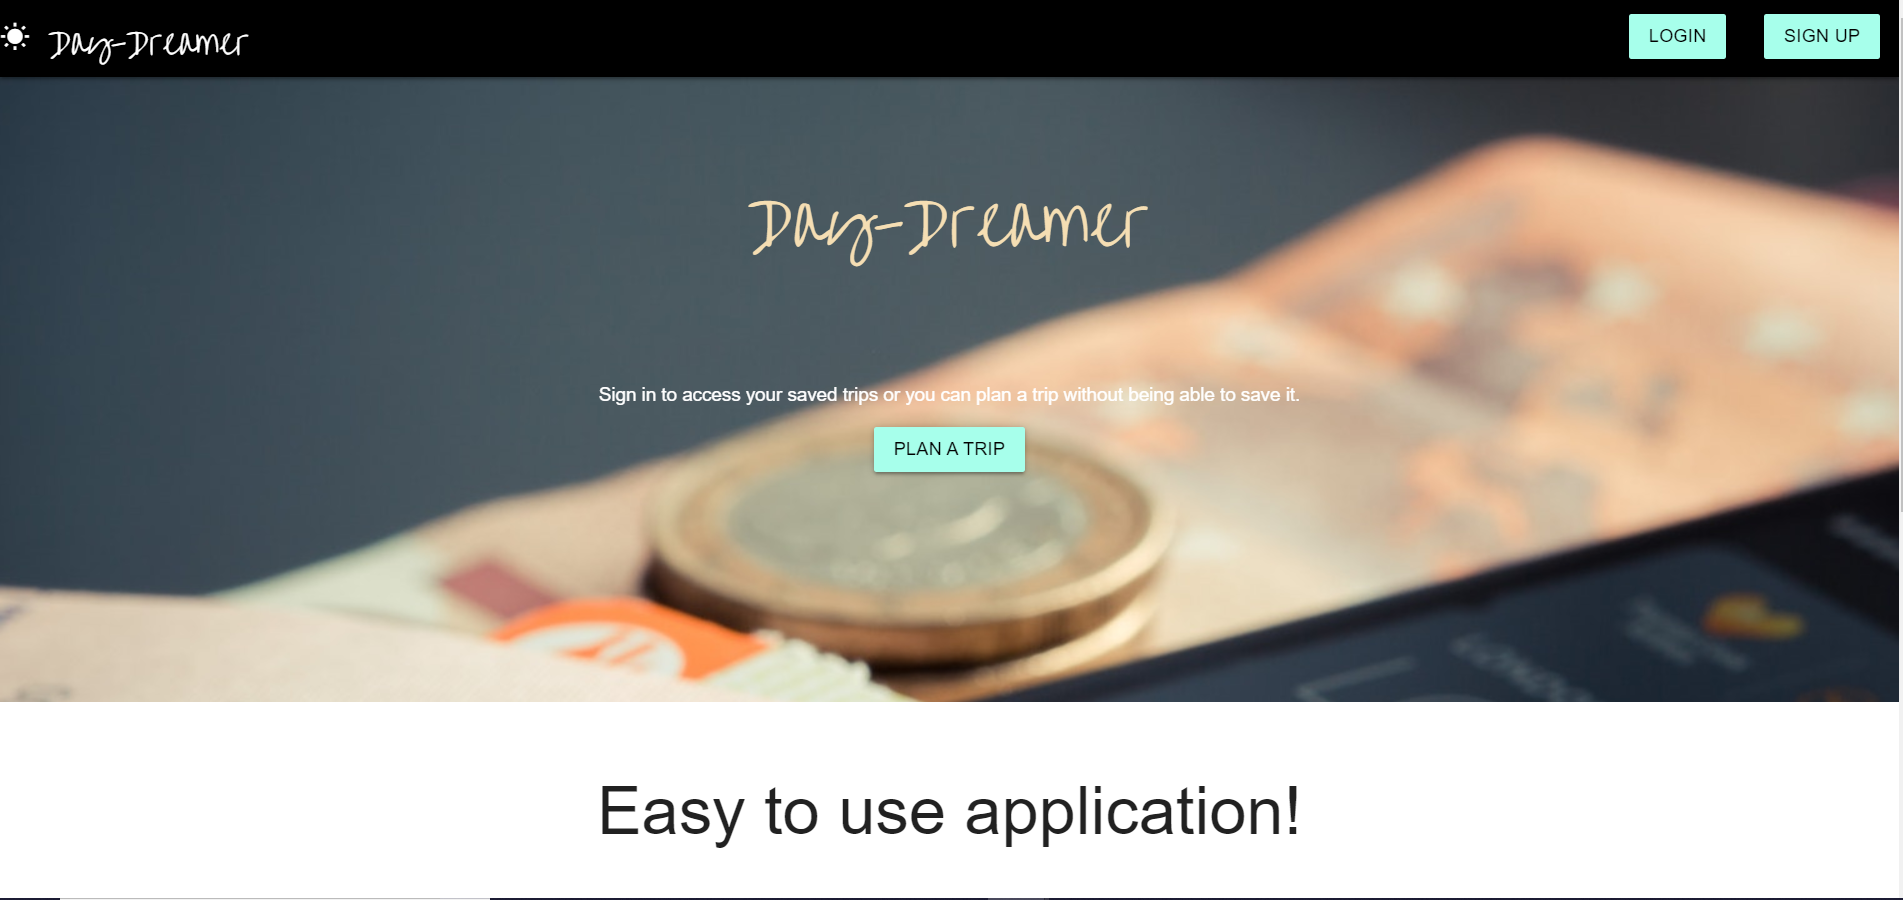 Day-Dreamer
LOGIN
SIGN UP
Day-Dreamer
Sign in to access your saved trips or you can plan a trip without being able to save it.
PLAN A TRIP
Easy to use application!